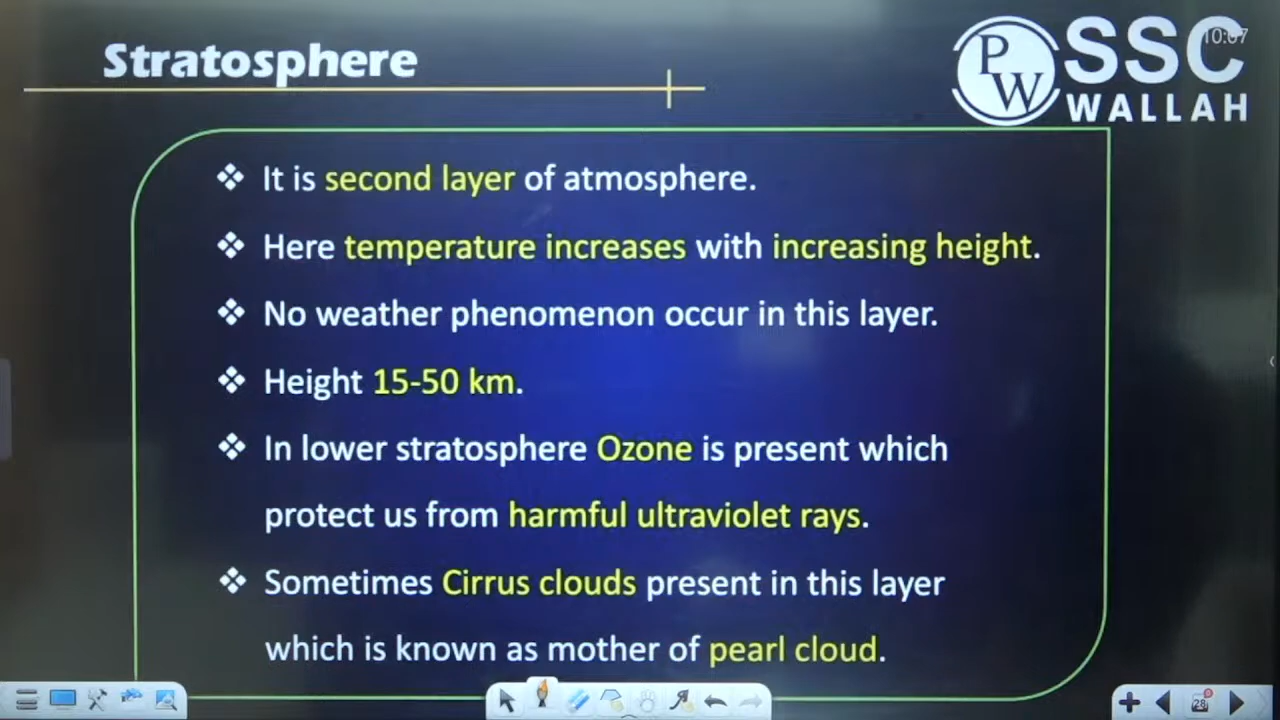 Stratosphere
PW
SSC
10:07
WALLAH
❖ It is second layer of atmosphere.
❖ Here temperature increases with increasing height.
❖ No weather phenomenon occur in this layer.
❖ Height 15-50 km.
❖ In lower stratosphere Ozone is present which
protect us from harmful ultraviolet rays.
❖ Sometimes Cirrus clouds present in this layer
which is known as mother of pearl cloud.
28